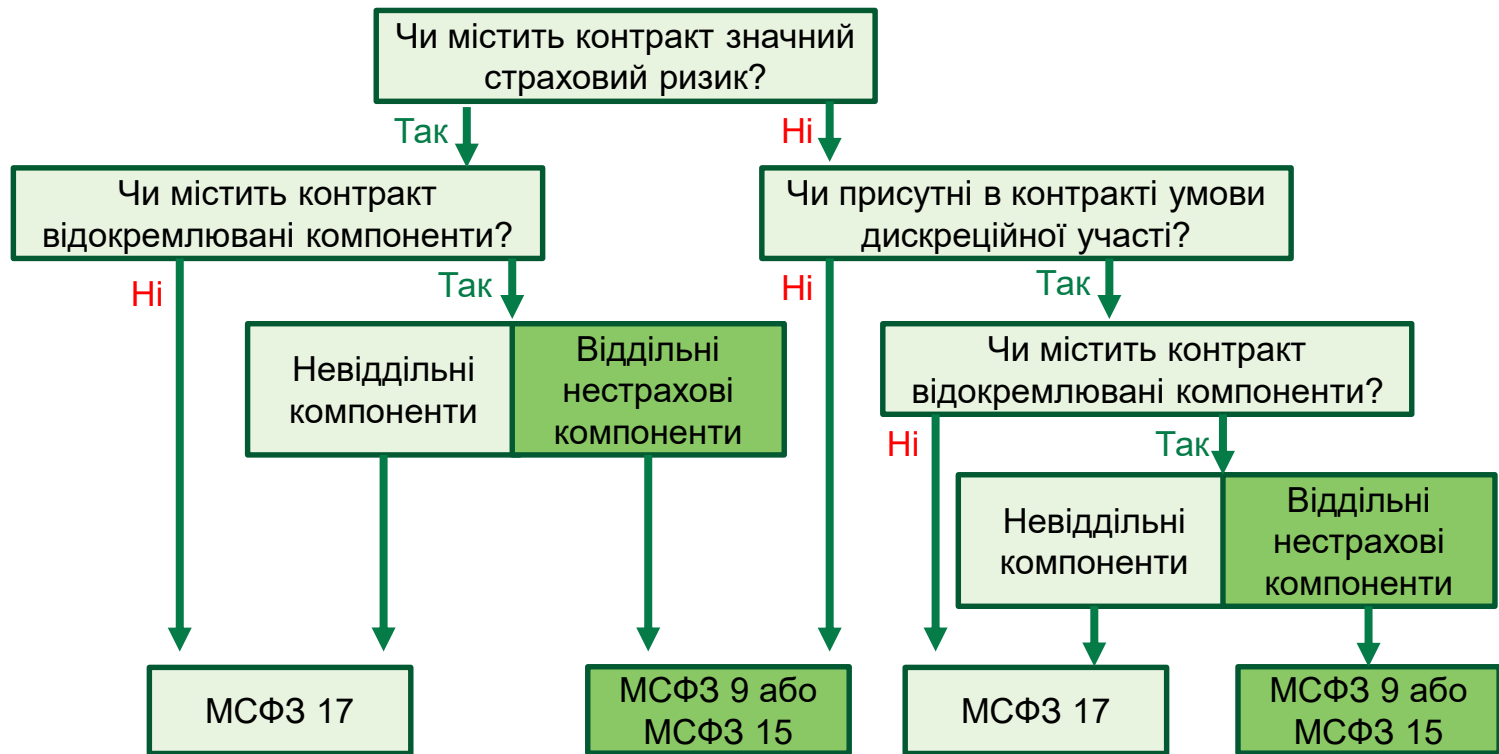 Чи містить контракт значний
страховий ризик?
Так
Ні
Чи містить контракт
відокремлювані компоненти?
Чи присутні в контракті умови
дискреційної участі?
Ні
Так
Ні
Так
Невіддільні
компоненти
Віддільні
нестрахові
компоненти
Чи містить контракт
відокремлювані компоненти?
Ні
Так
Невіддільні
компоненти
Віддільні
нестрахові
компоненти
МСФЗ 17
МСФЗ 9 або
МСФЗ 15
МСФЗ 17
МСФЗ 9 або
МСФЗ 15